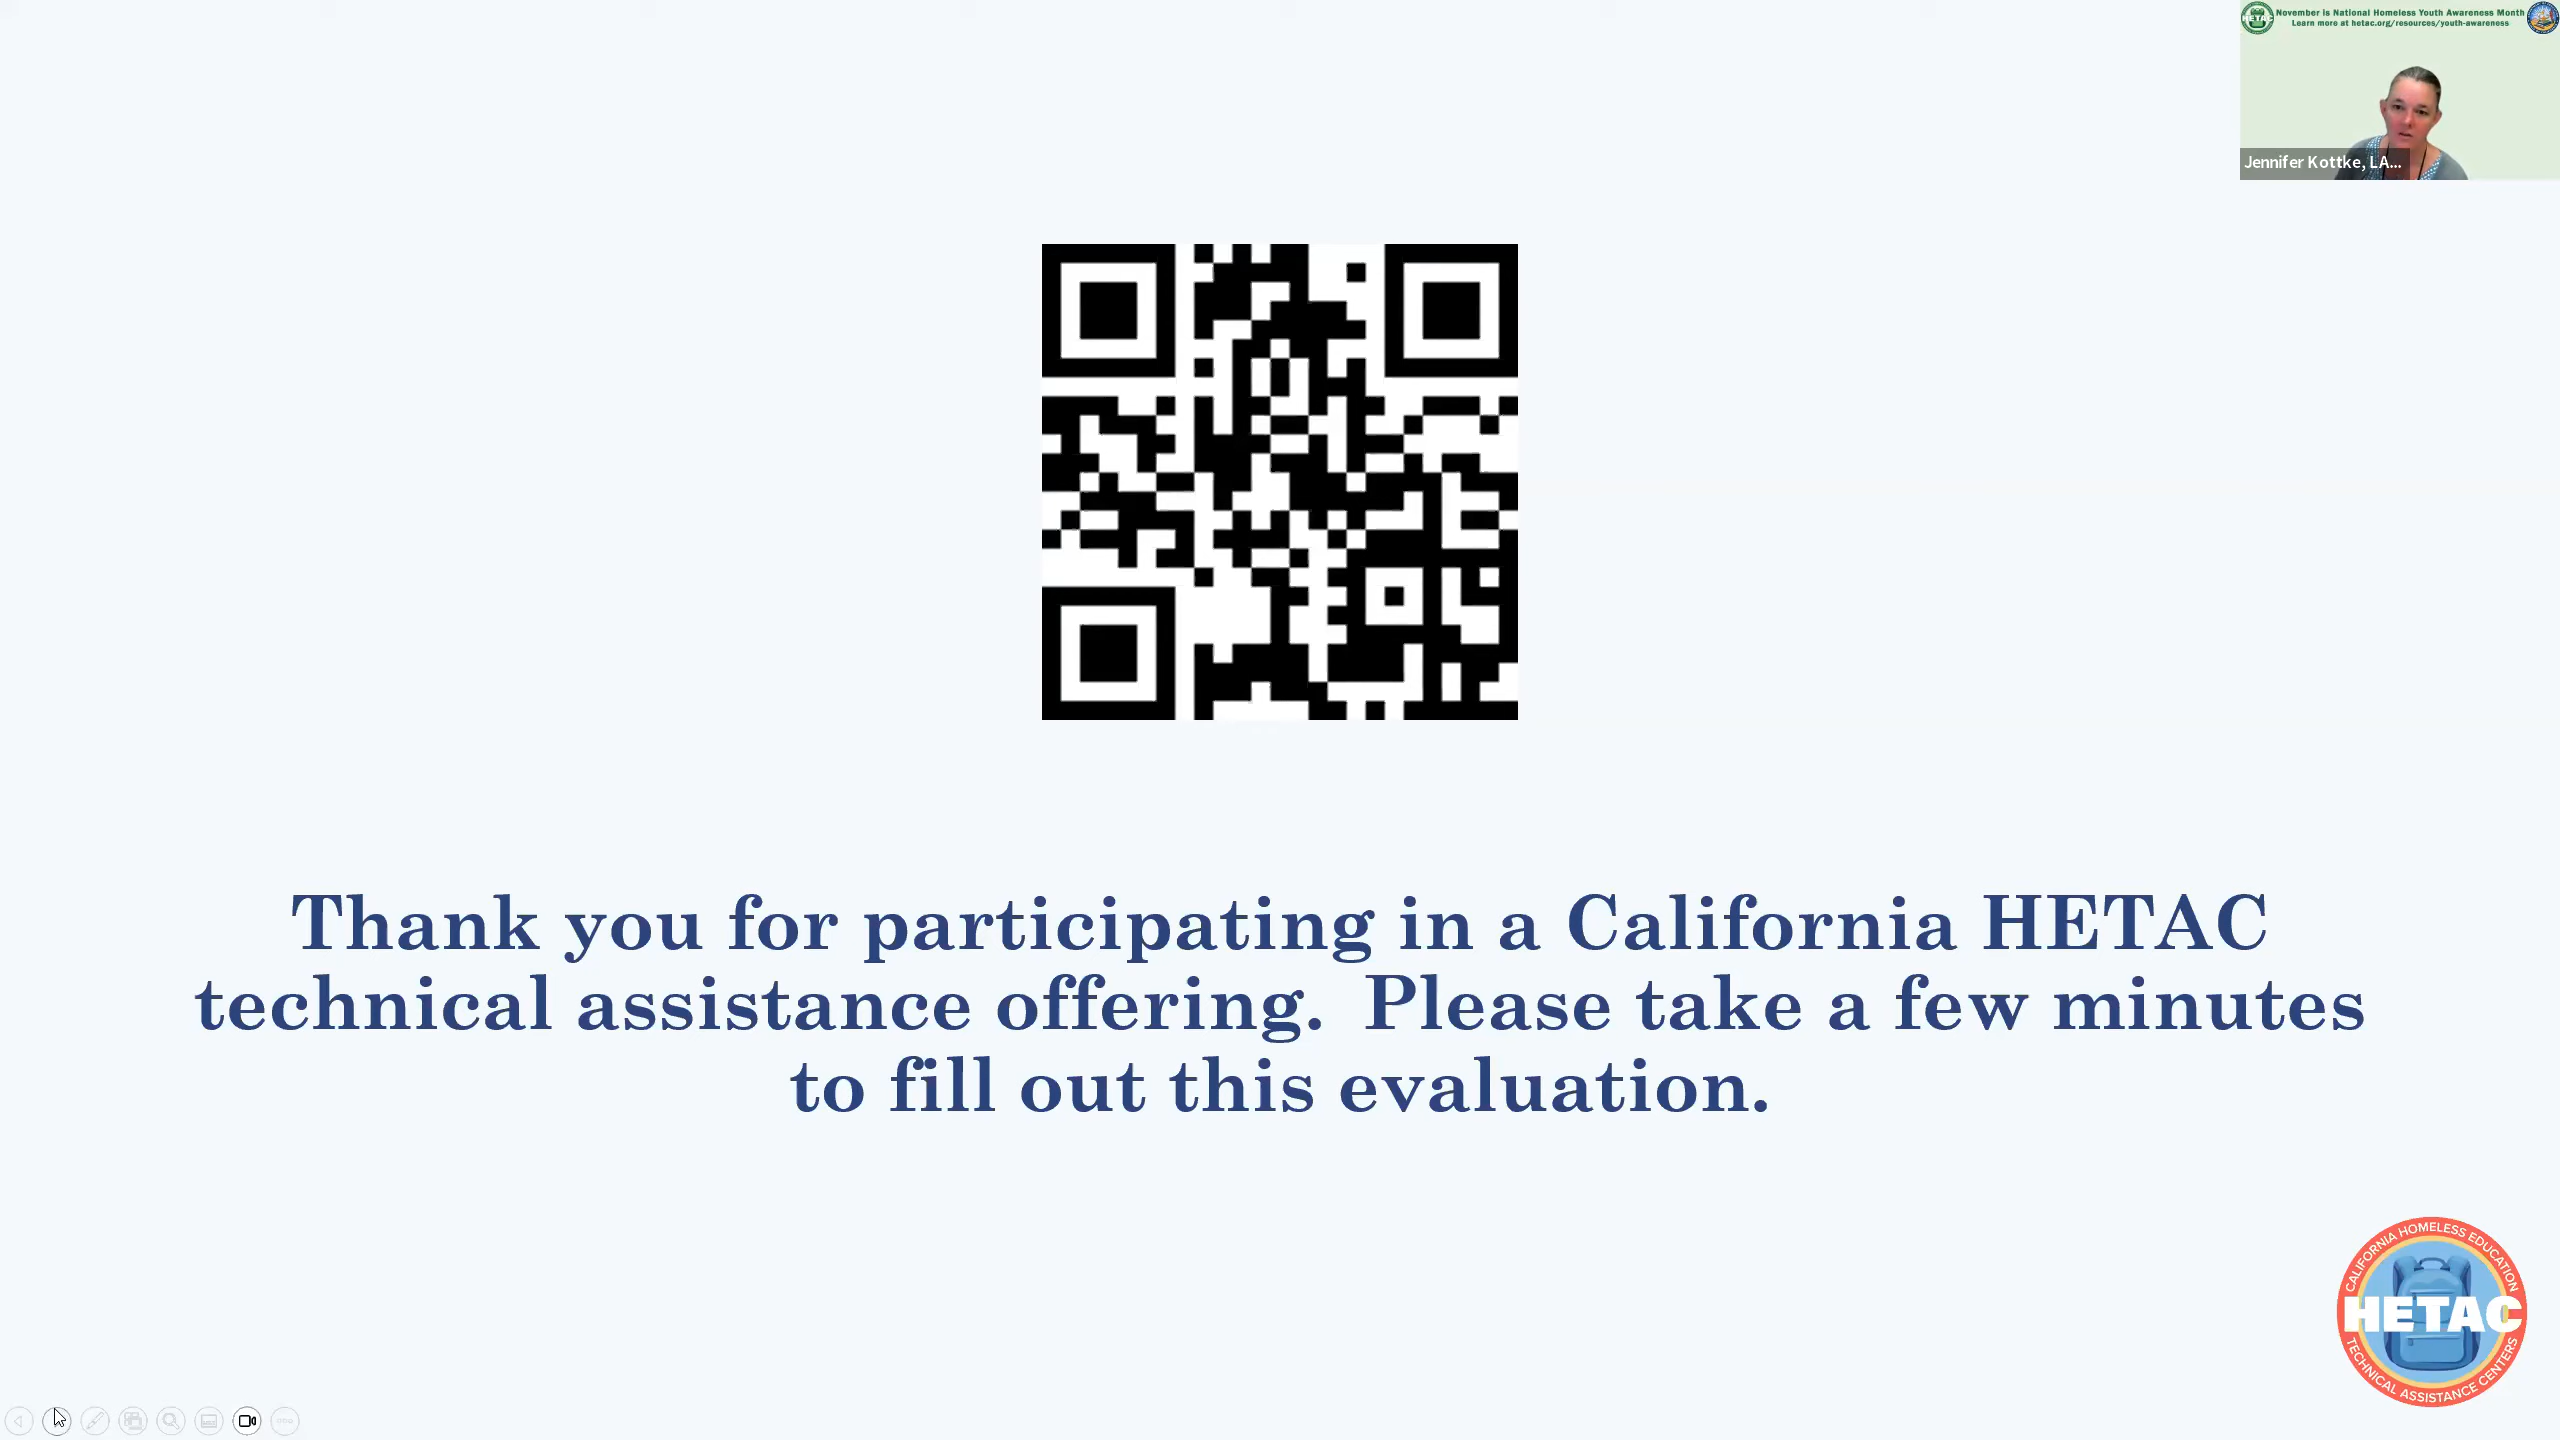 November is National Homeless Youth Awareness Month
Learn more at hetac.org/resources/youth-awareness
HETAC
Jennifer Kottke, LA...
Thank you for participating in a California HETAC
technical assistance offering.  Please take a few minutes
to fill out this evaluation.
CALIFORNIA HOMELESS EDUCATION
HETAC
TECHNICAL ASSISTANCE CENTERS